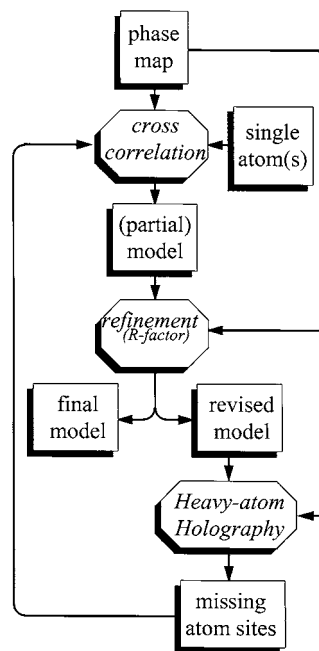 phase
map
cross
correlation
single
atom(s)
(partial)
model
refinement
(R-factor)
final
model
revised
model
Heavy-atom
Holography
missing
atom sites